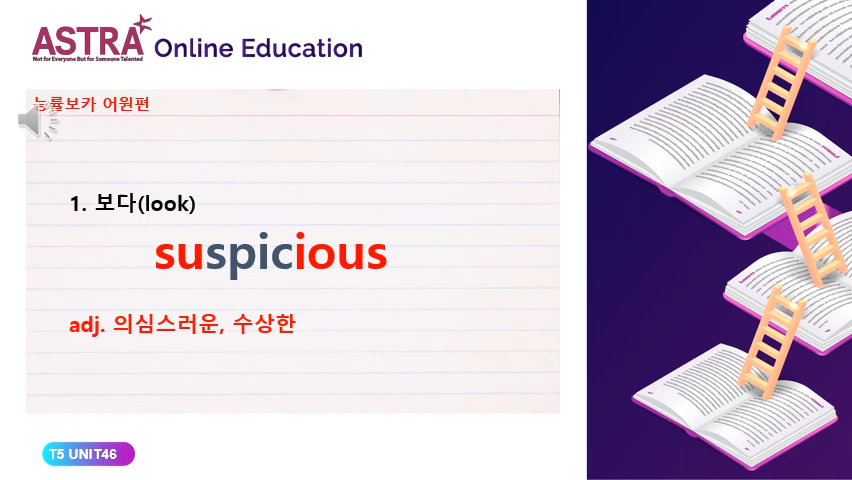 ASTRA Online Education
Not for Everyone But for Someone Talented
능률보카 어원편
1. 보다(look)
suspicious
adj. 의심스러운, 수상한
T5 UNIT46